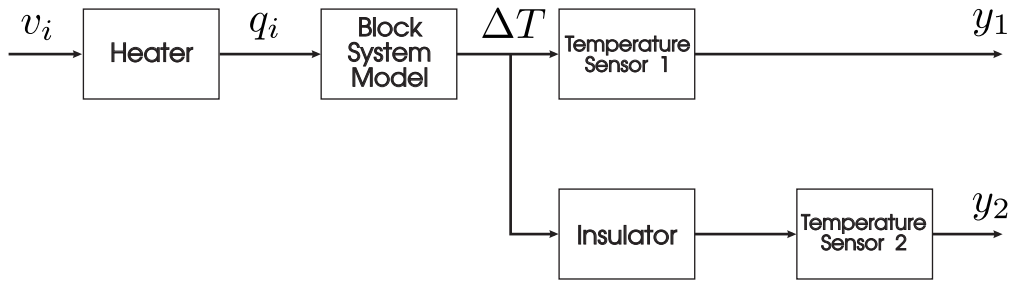 v_i
Heater
q_i
Block
System
Model
ΔT
Temperature
Sensor 1
y_1
Insulator
Temperature
Sensor 2
y_2